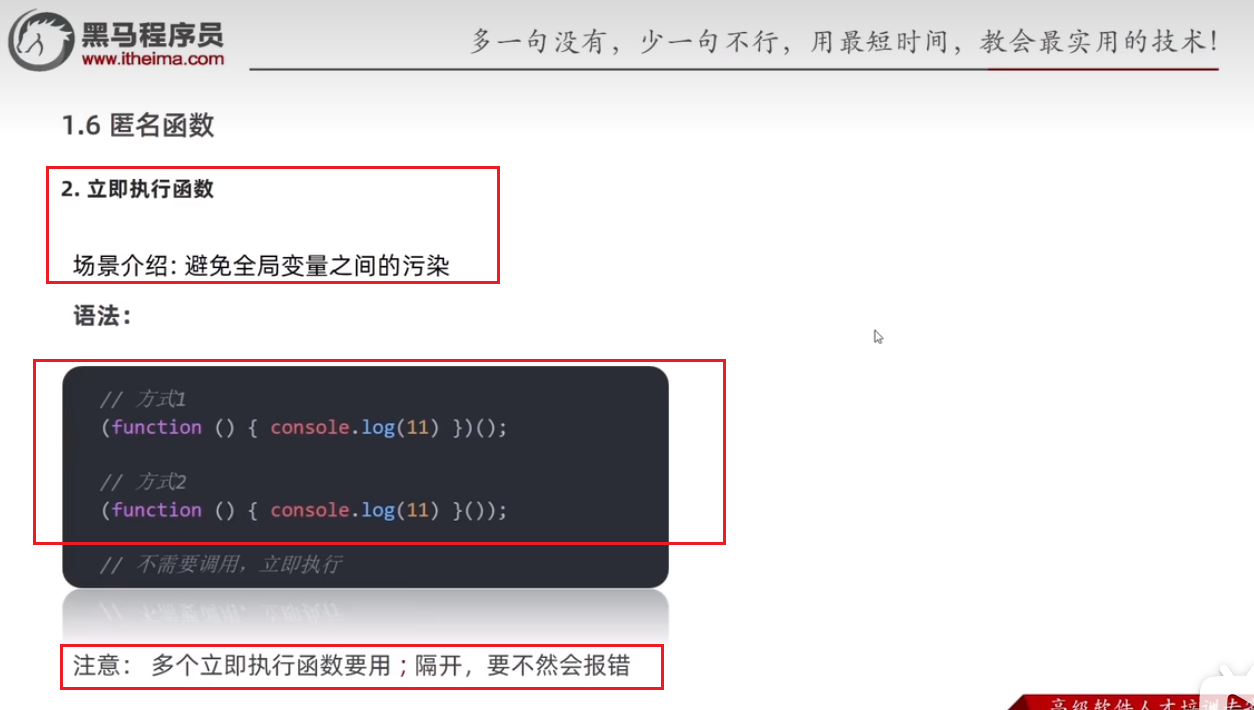 黑马程序员
www.itheima.com
多一句没有，少一句不行，用最短时间，教会最实用的技术！
1.6 匿名函数
2. 立即执行函数
场景介绍: 避免全局变量之间的污染
语法：
// 方式1
(function () { console.log(11) })();
// 方式2
(function () { console.log(11) }());
// 不需要调用，立即执行
注意： 多个立即执行函数要用 ; 隔开，要不然会报错
高级软件人才培训专